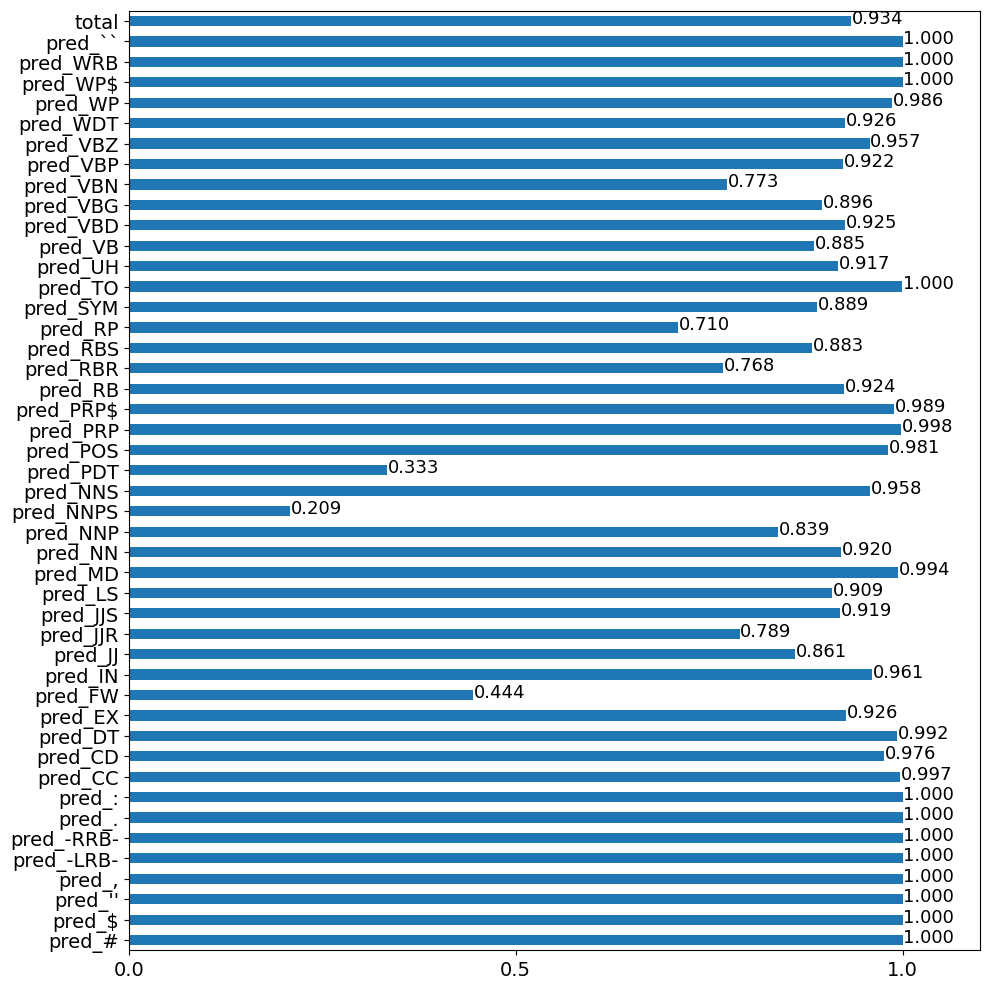 total 0.934
pred_`` 1.000
pred_WRB 1.000
pred_WP$ 1.000
pred_WP 0.986
pred_WDT 0.926
pred_VBZ 0.957
pred_VBP 0.922
pred_VBN 0.773
pred_VBG 0.896
pred_VBD 0.925
pred_VB 0.885
pred_UH 0.917
pred_TO 1.000
pred_SYM 0.889
pred_RP 0.710
pred_RBS 0.883
pred_RBR 0.768
pred_RB 0.924
pred_PRP$ 0.989
pred_PRP 0.998
pred_POS 0.981
pred_PDT 0.333
pred_NNS 0.958
pred_NNPS 0.209
pred_NNP 0.839
pred_NN 0.920
pred_MD 0.994
pred_LS 0.909
pred_JJS 0.919
pred_JJR 0.789
pred_JJ 0.861
pred_IN 0.961
pred_FW 0.444
pred_EX 0.926
pred_DT 0.992
pred_CD 0.976
pred_CC 0.997
pred_: 1.000
pred_. 1.000
pred_-RRB- 1.000
pred_-LRB- 1.000
pred_, 1.000
pred_'' 1.000
pred_$ 1.000
pred_# 1.000
0.0 0.5 1.0